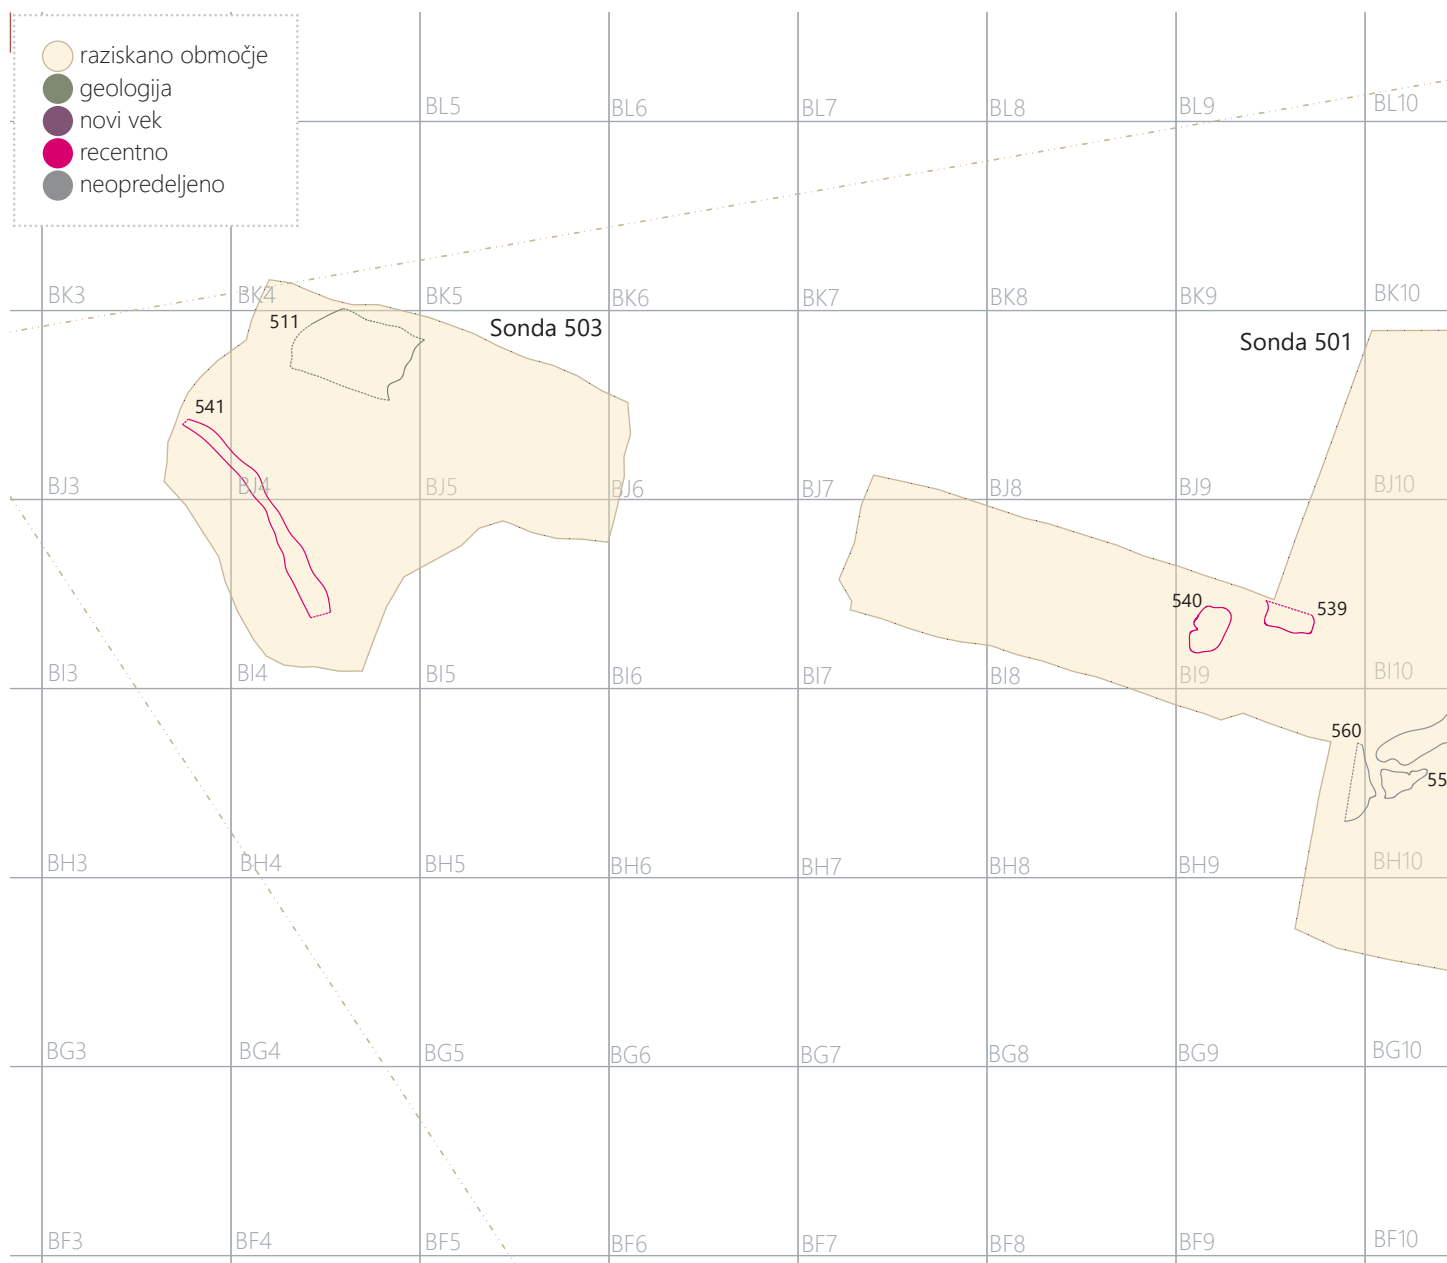 raziskano območje
geologija
novi vek
recentno
neopredeljeno
BL5 BL6 BL7 BL8 BL9 BL10
BK3 BK4 BK5 BK6 BK7 BK8 BK9 BK10
511 Sonda 503 Sonda 501
541
BJ3 BJ4 BJ5 BJ6 BJ7 BJ8 BJ9 BJ10
540 539
BI3 BI4 BI5 BI6 BI7 BI8 BI9 BI10
560
55
BH3 BH4 BH5 BH6 BH7 BH8 BH9 BH10
BG3 BG4 BG5 BG6 BG7 BG8 BG9 BG10
BF3 BF4 BF5 BF6 BF7 BF8 BF9 BF10